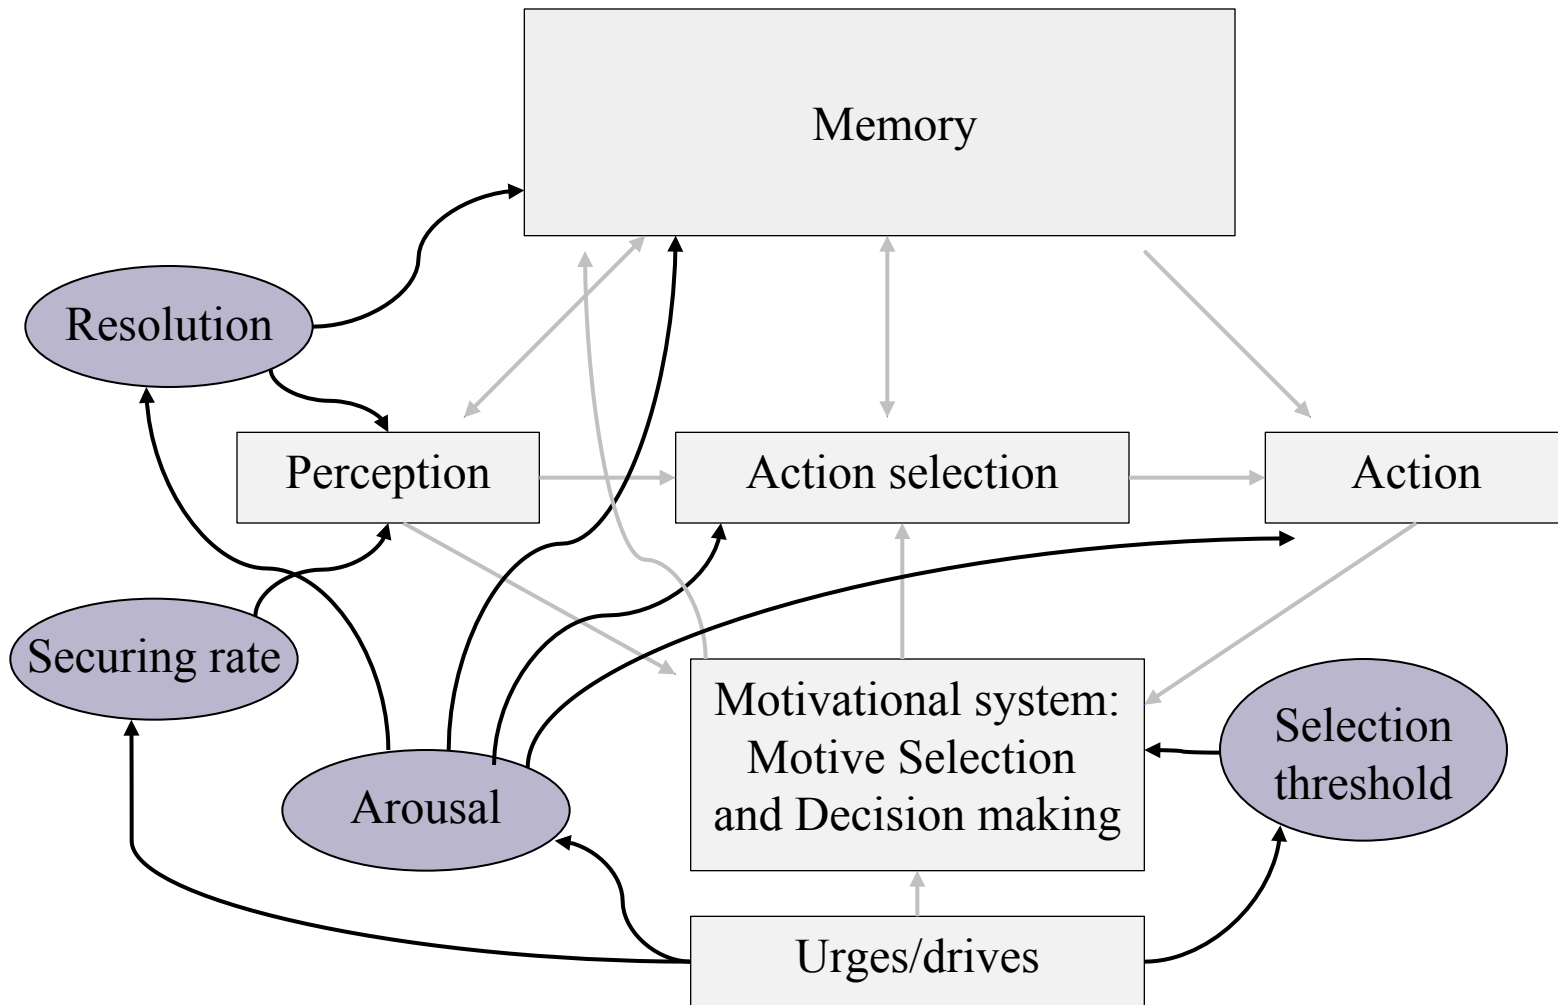 Memory
Resolution
Perception
Action selection
Action
Securing rate
Arousal
Motivational system:
Motive Selection
and Decision making
Selection
threshold
Urges/drives